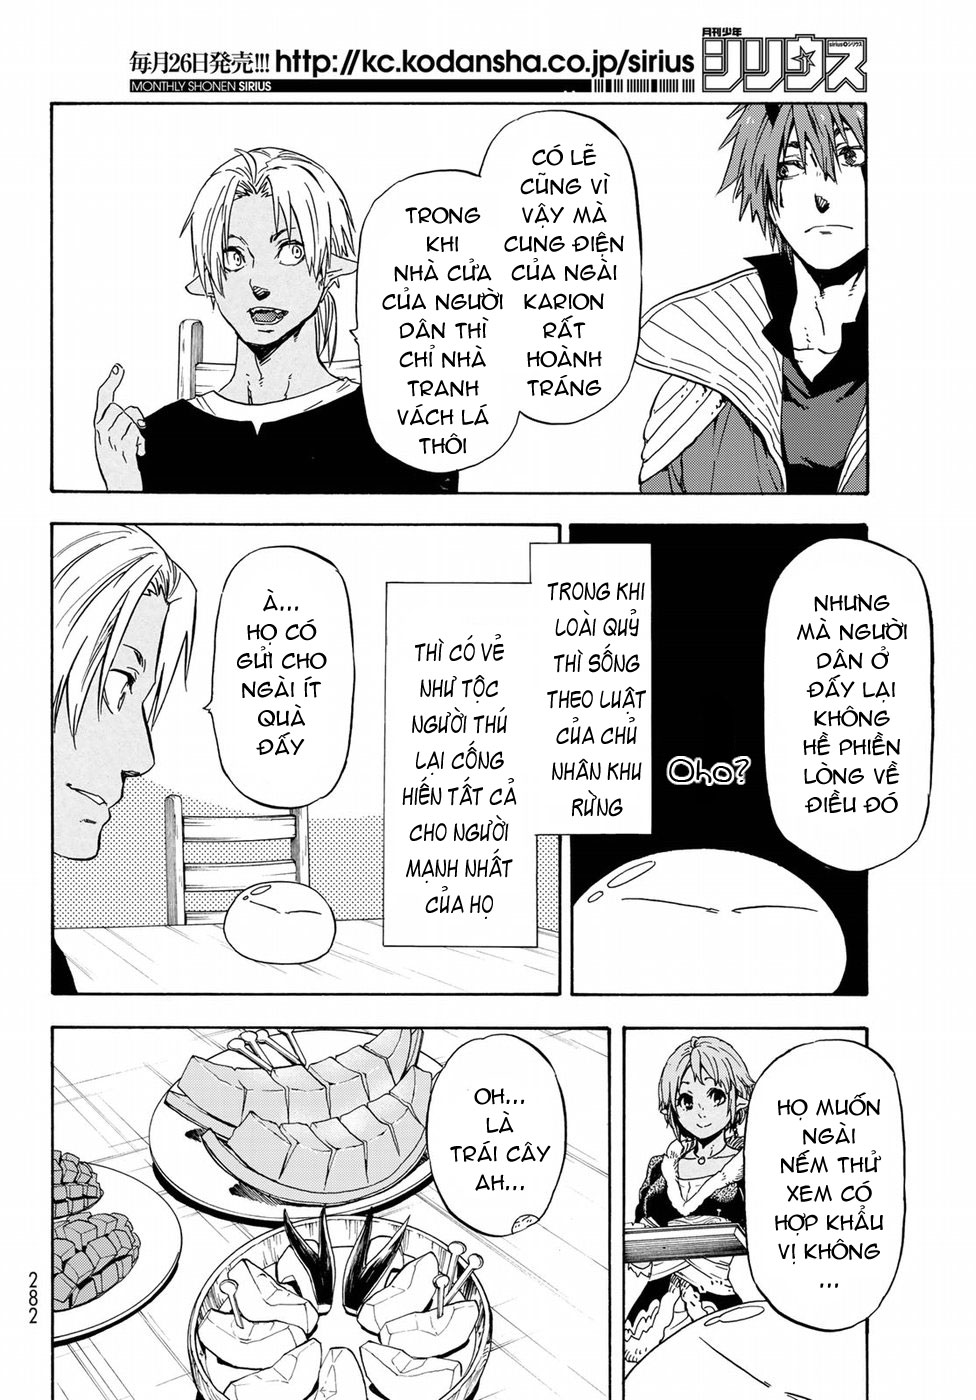 毎月26日発売!!! http://kc.kodansha.co.jp/sirius
MONTHLY SHONEN SIRIUS
月刊少年
sirius シリウス
シリウス
CÓ LẼ
CŨNG VÌ
VẬY MÀ
CUNG ĐIỆN
CỦA NGÀI
KARION
RẤT
HOÀNH
TRÁNG
TRONG
KHI
NHÀ CỬA
CỦA NGƯỜI
DÂN THÌ
CHỈ NHÀ
TRANH
VÁCH LÁ
THÔI
NHƯNG
MÀ NGƯỜI
DÂN Ở
ĐẤY LẠI
KHÔNG
HỀ PHIỀN
LÒNG VỀ
ĐIỀU ĐÓ
Oho?
TRONG KHI
LOÀI QUỶ
THÌ SỐNG
THEO LUẬT
CỦA CHỦ
NHÂN KHU
RỪNG
THÌ CÓ VẺ
NHƯ TỘC
NGƯỜI THÚ
LẠI CỐNG
HIẾN TẤT CẢ
CHO NGƯỜI
MẠNH NHẤT
CỦA HỌ
À...
HỌ CÓ
GỬI CHO
NGÀI ÍT
QUÀ
ĐẤY
HỌ MUỐN
NGÀI
NẾM THỬ
XEM CÓ
HỢP KHẨU
VỊ KHÔNG
...
OH...
LÀ
TRÁI CÂY
AH...
282